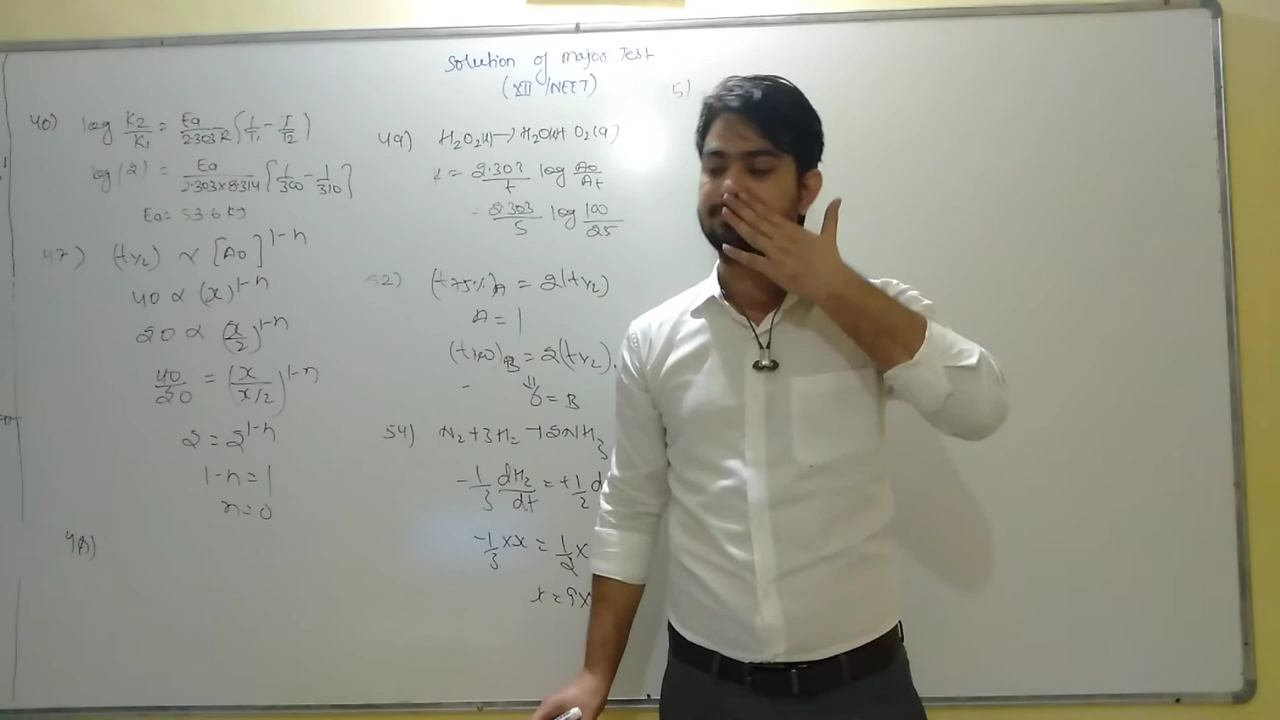 Solution of Major Test
(XII /NEET)
40) log K2/K1 = Ea/2.303R [1/T1 - 1/T2]
log(2) = Ea/2.303x8.314 [1/300 - 1/310]
Ea = 53.6 KJ
47) (t1/2) ∝ [A0]^1-n
40 ∝ (x)^1-n
20 ∝ (x/2)^1-n
40/20 = (x/x/2)^1-n
2 = 2^1-n
1-n = 1
n = 0
48)
49) H2O2(l) → H2O(l)+ O2(g)
K = 2.303/t log A0/At
= 2.303/5 log 100/25
52) (t75%)A = 2(t1/2)
A = 1
(t100)B = 2(t1/2)
0 = B
54) N2+3H2 → 2NH3
-1/3 dH2/dt = +1/2 d
-1/3 x x = 1/2 x
5)